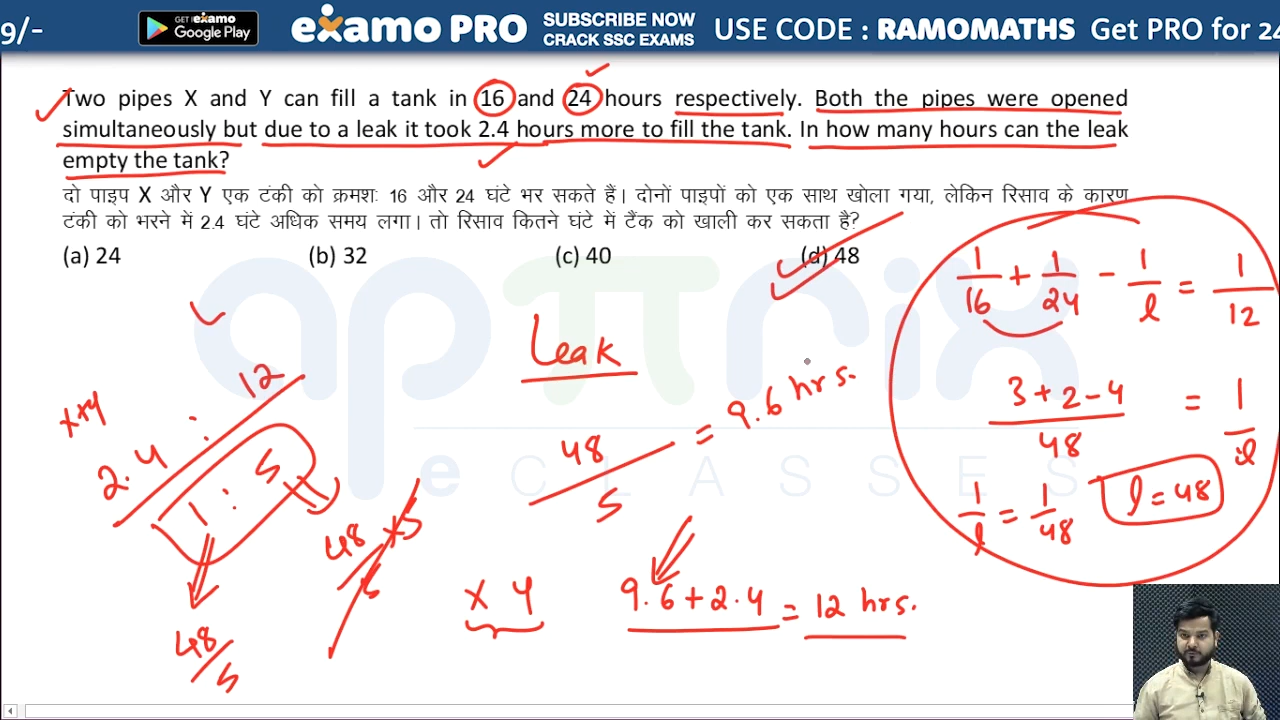 9/-
GET IT examo
Google Play
examo PRO
SUBSCRIBE NOW
CRACK SSC EXAMS
USE CODE : RAMOMATHS Get PRO for 24
Two pipes X and Y can fill a tank in 16 and 24 hours respectively. Both the pipes were opened
simultaneously but due to a leak it took 2.4 hours more to fill the tank. In how many hours can the leak
empty the tank?
दो पाइप X और Y एक टंकी को क्रमशः 16 और 24 घंटे भर सकते हैं। दोनों पाइपों को एक साथ खोला गया, लेकिन रिसाव के कारण
टंकी को भरने में 2.4 घंटे अधिक समय लगा। तो रिसाव कितने घंटे में टैंक को खाली कर सकता है?
(a) 24 (b) 32 (c) 40 (d) 48
aptrix
e CLASSES
Leak
x+y
2.4 : 12
1 : 5
48/5
48/5 × 5
48/5 = 9.6 hrs.
X Y
9.6 + 2.4 = 12 hrs.
1/16 + 1/24 - 1/l = 1/12
3 + 2 - 4/48 = 1/l
1/l = 1/48
l = 48